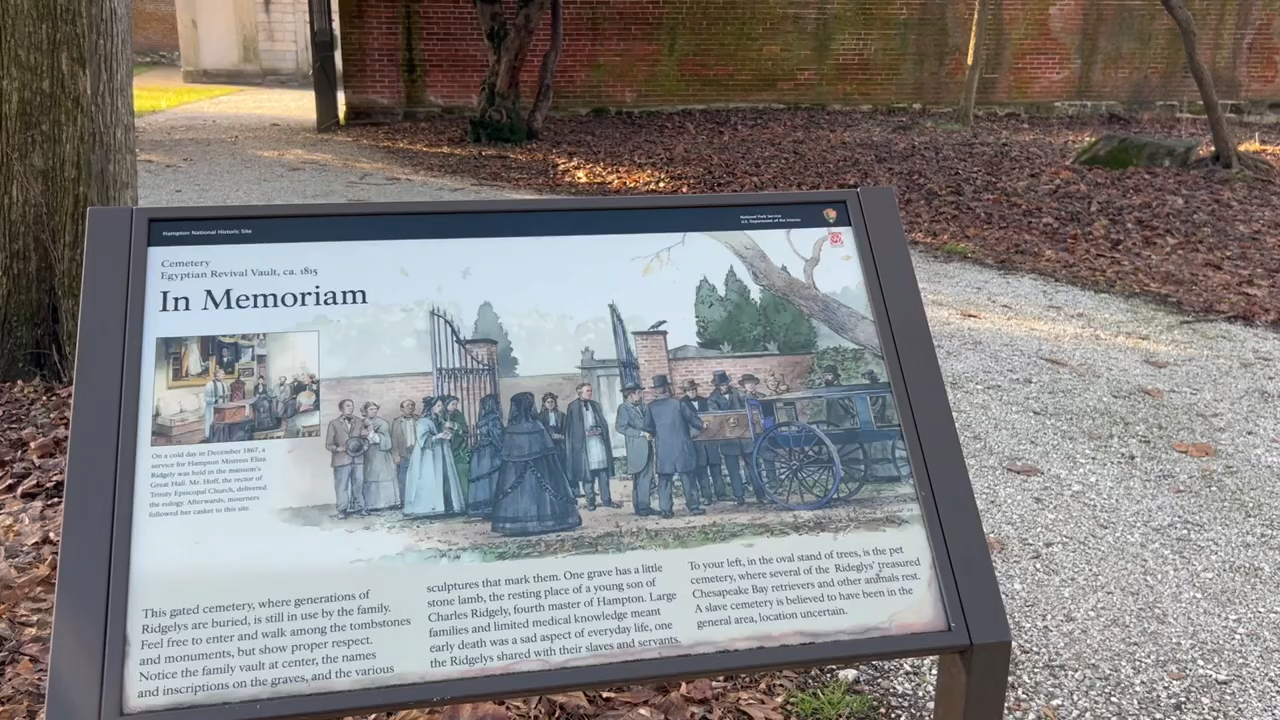 Hampton National Historic Site
National Park Service
U.S. Department of the Interior
Cemetery
Egyptian Revival Vault, ca. 1815
In Memoriam
On a cold day in December 1867, a
service for Hampton Mistress Eliza
Ridgely was held in the mansion's
Great Hall. Mr. Hoff, the rector of
Trinity Episcopal Church, delivered
the eulogy. Afterwards, mourners
followed her casket to this site.
This gated cemetery, where generations of
Ridgelys are buried, is still in use by the family.
Feel free to enter and walk among the tombstones
and monuments, but show proper respect.
Notice the family vault at center, the names
and inscriptions on the graves, and the various
sculptures that mark them. One grave has a little
stone lamb, the resting place of a young son of
Charles Ridgely, fourth master of Hampton. Large
families and limited medical knowledge meant
early death was a sad aspect of everyday life, one
the Ridgelys shared with their slaves and servants.
To your left, in the oval stand of trees, is the pet
cemetery, where several of the Rideglys' treasured
Chesapeake Bay retrievers and other animals rest.
A slave cemetery is believed to have been in the
general area, location uncertain.